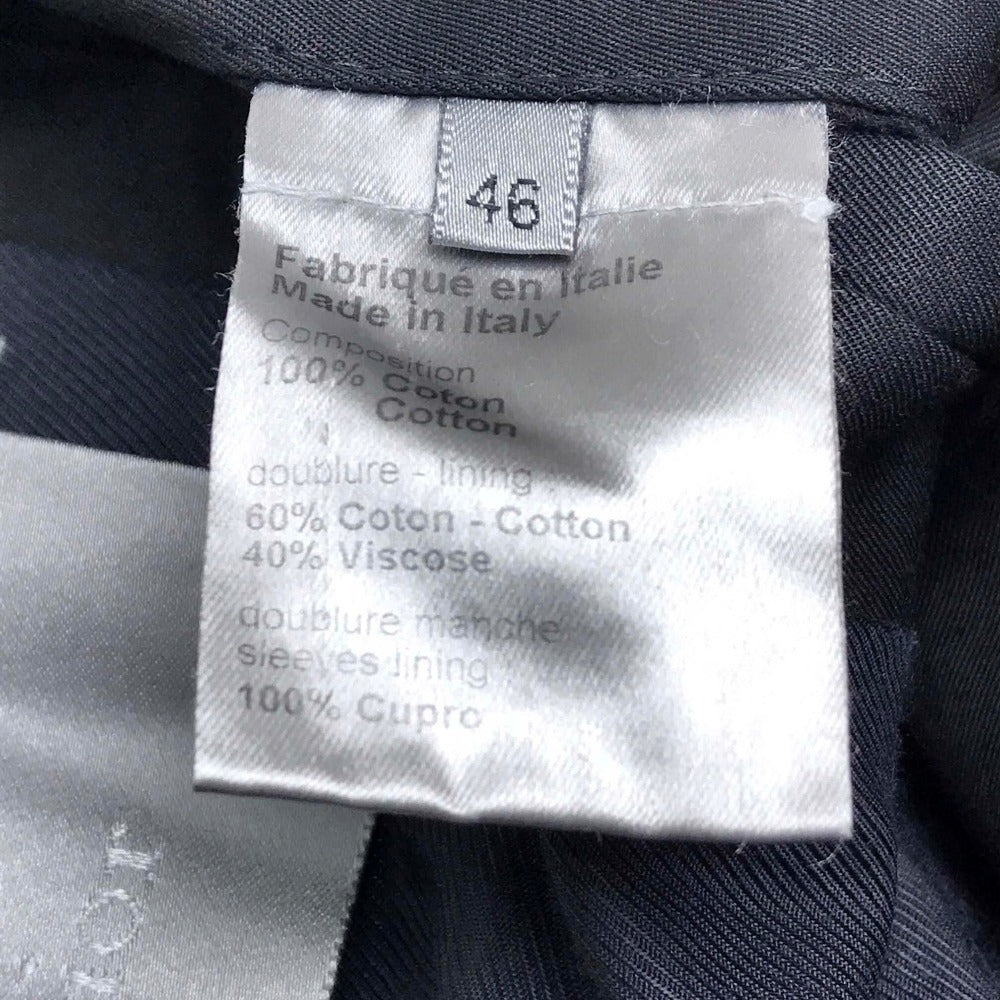 46
Fabriqué en Italie
Made in Italy
Composition
100% Coton
Cotton
doublure - lining
60% Coton - Cotton
40% Viscose
doublure manche
sleeves lining
100% Cupro